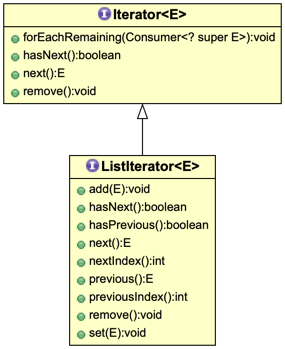 I Iterator<E>
forEachRemaining(Consumer<? super E>):void
hasNext():boolean
next():E
remove():void
I ListIterator<E>
add(E):void
hasNext():boolean
hasPrevious():boolean
next():E
nextIndex():int
previous():E
previousIndex():int
remove():void
set(E):void